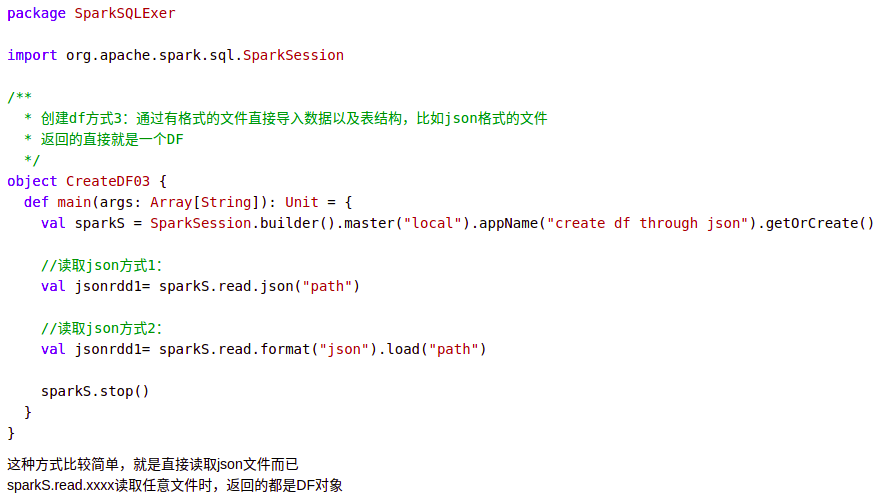 package SparkSQLExer
import org.apache.spark.sql.SparkSession
/**
  * 创建df方式3：通过有格式的文件直接导入数据以及表结构，比如json格式的文件
  * 返回的直接就是一个DF
  */
object CreateDF03 {
  def main(args: Array[String]): Unit = {
    val sparkS = SparkSession.builder().master("local").appName("create df through json").getOrCreate()
    //读取json方式1：
    val jsonrdd1= sparkS.read.json("path")
    //读取json方式2：
    val jsonrdd1= sparkS.read.format("json").load("path")
    sparkS.stop()
  }
}
这种方式比较简单，就是直接读取json文件而已
sparkS.read.xxxx读取任意文件时，返回的都是DF对象